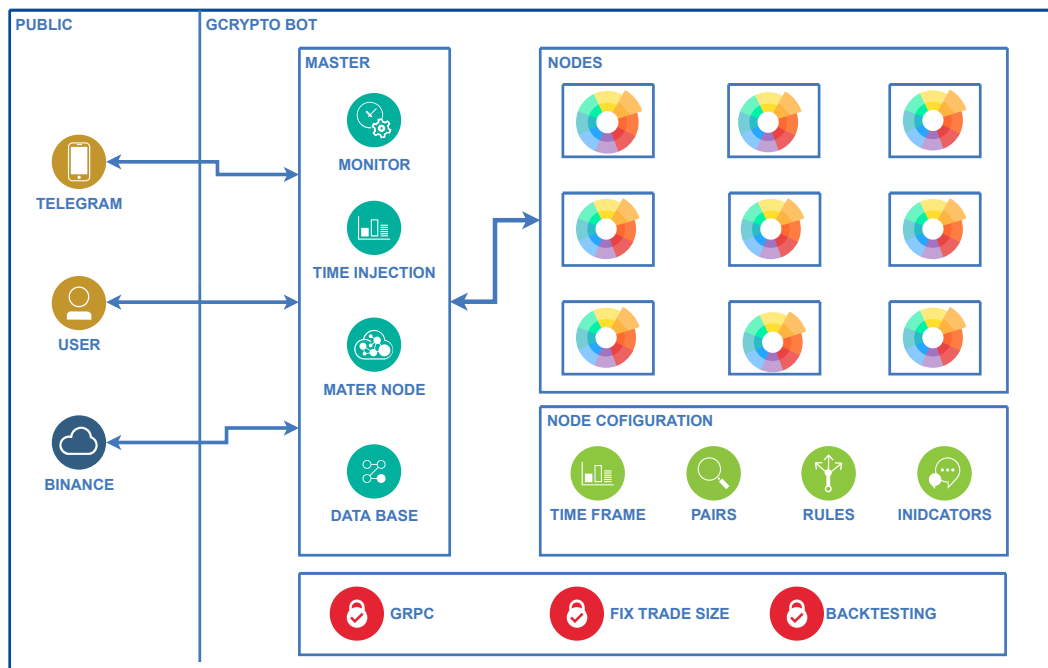 PUBLIC
GCRYPTO BOT
MASTER
NODES
MONITOR
TELEGRAM
TIME INJECTION
USER
MATER NODE
NODE COFIGURATION
BINANCE
DATA BASE
TIME FRAME
PAIRS
RULES
INIDCATORS
GRPC
FIX TRADE SIZE
BACKTESTING